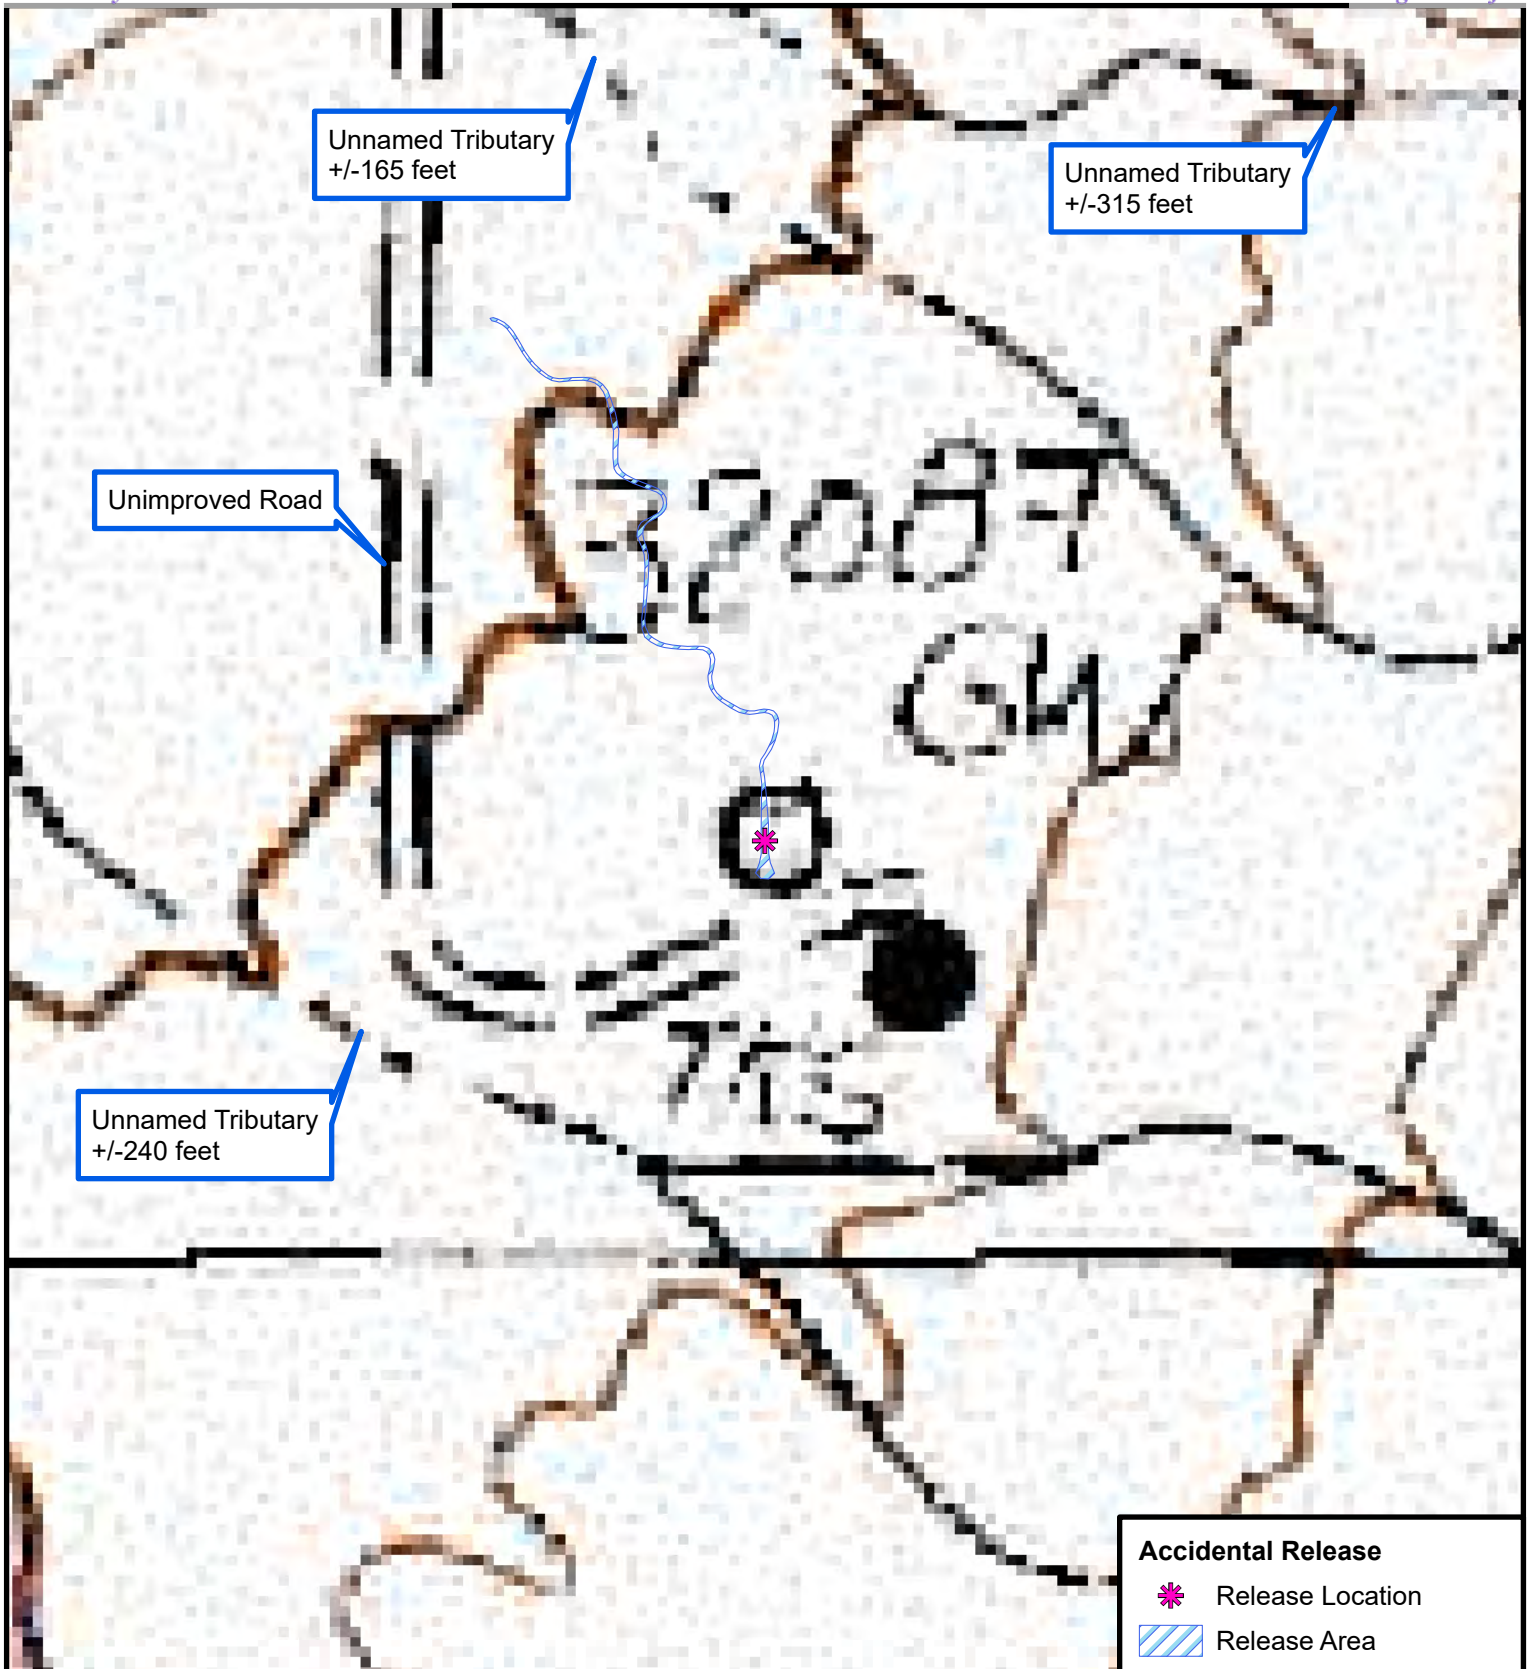 Unnamed Tributary
+/-165 feet
Unnamed Tributary
+/-315 feet
Unimproved Road
Unnamed Tributary
+/-240 feet
Accidental Release
Release Location
Release Area